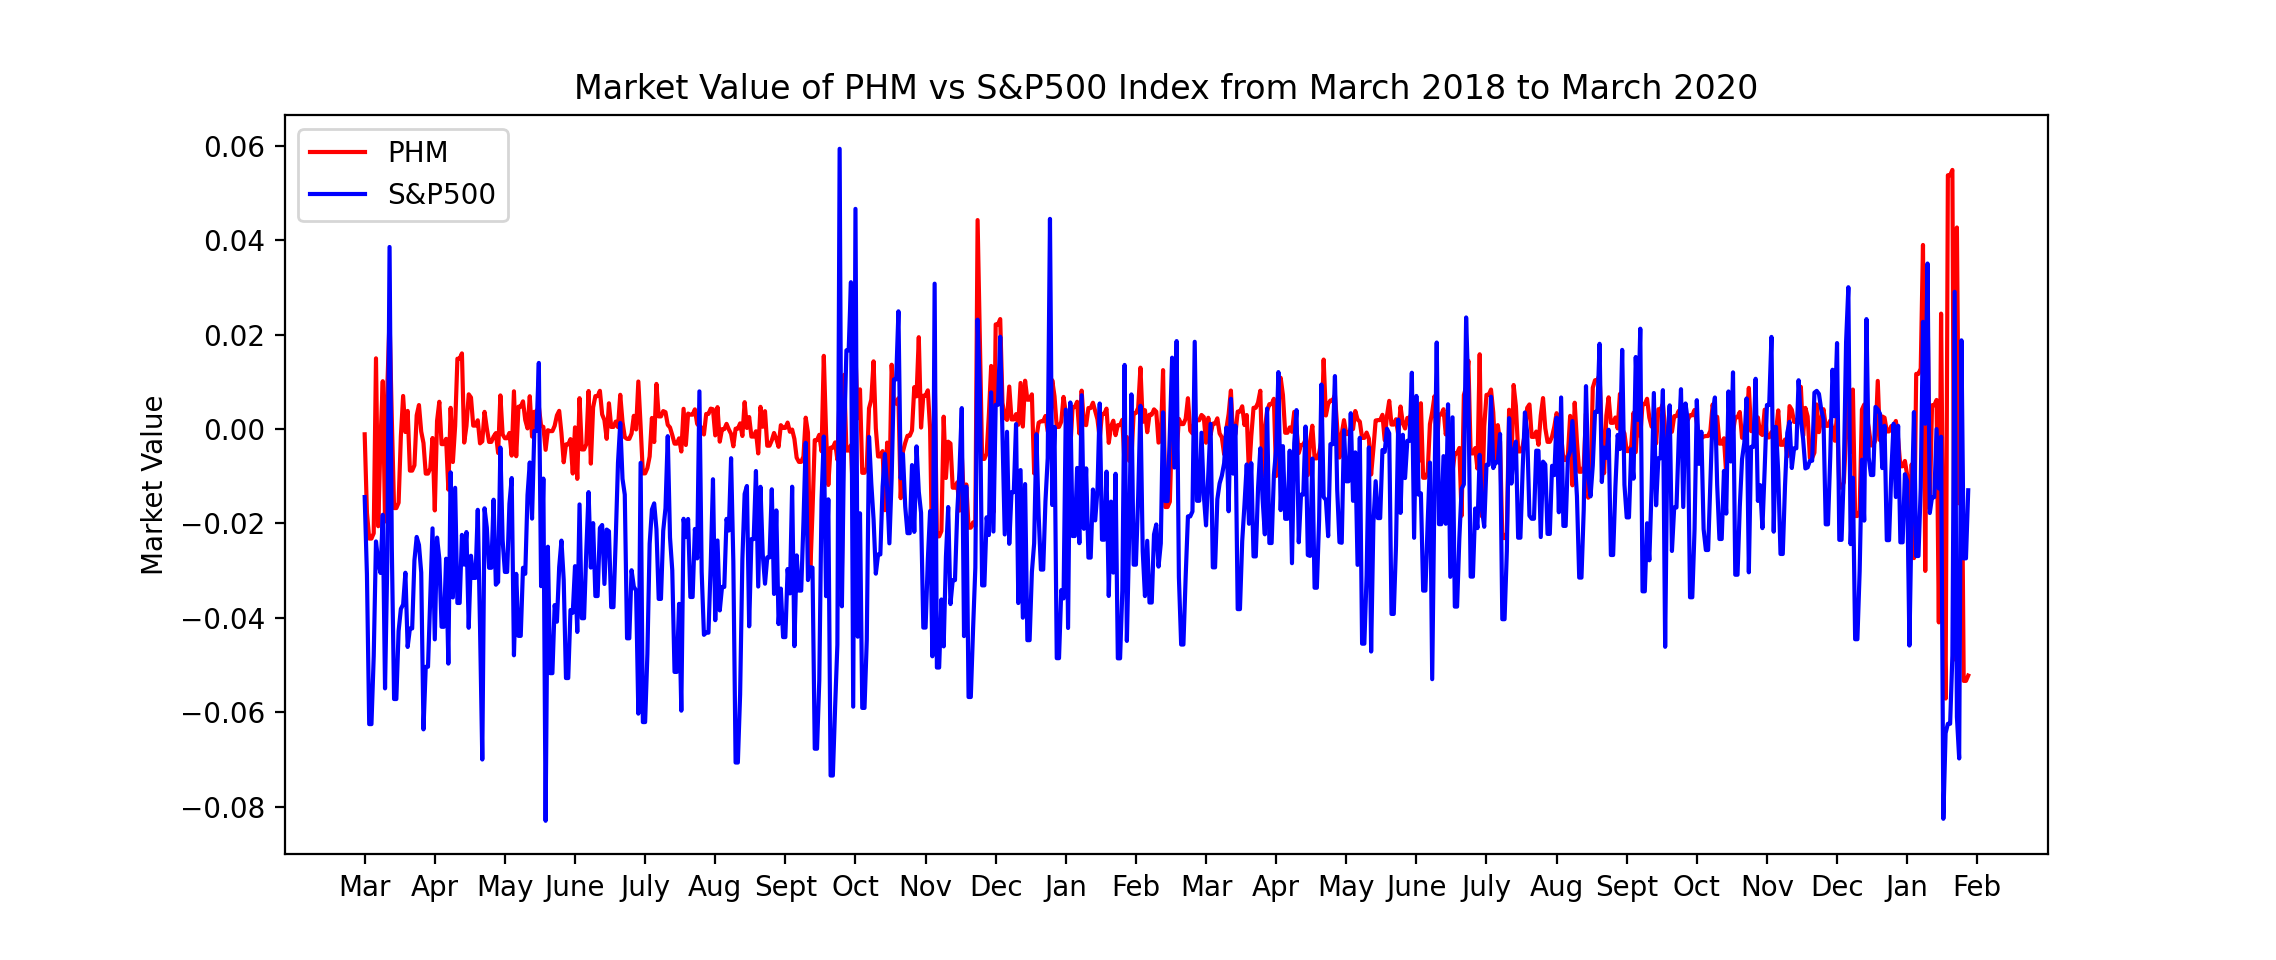 Market Value of PHM vs S&P500 Index from March 2018 to March 2020
PHM
S&P500
Market Value
0.06
0.04
0.02
0.00
−0.02
−0.04
−0.06
−0.08
Mar Apr May June July Aug Sept Oct Nov Dec Jan Feb Mar Apr May June July Aug Sept Oct Nov Dec Jan Feb